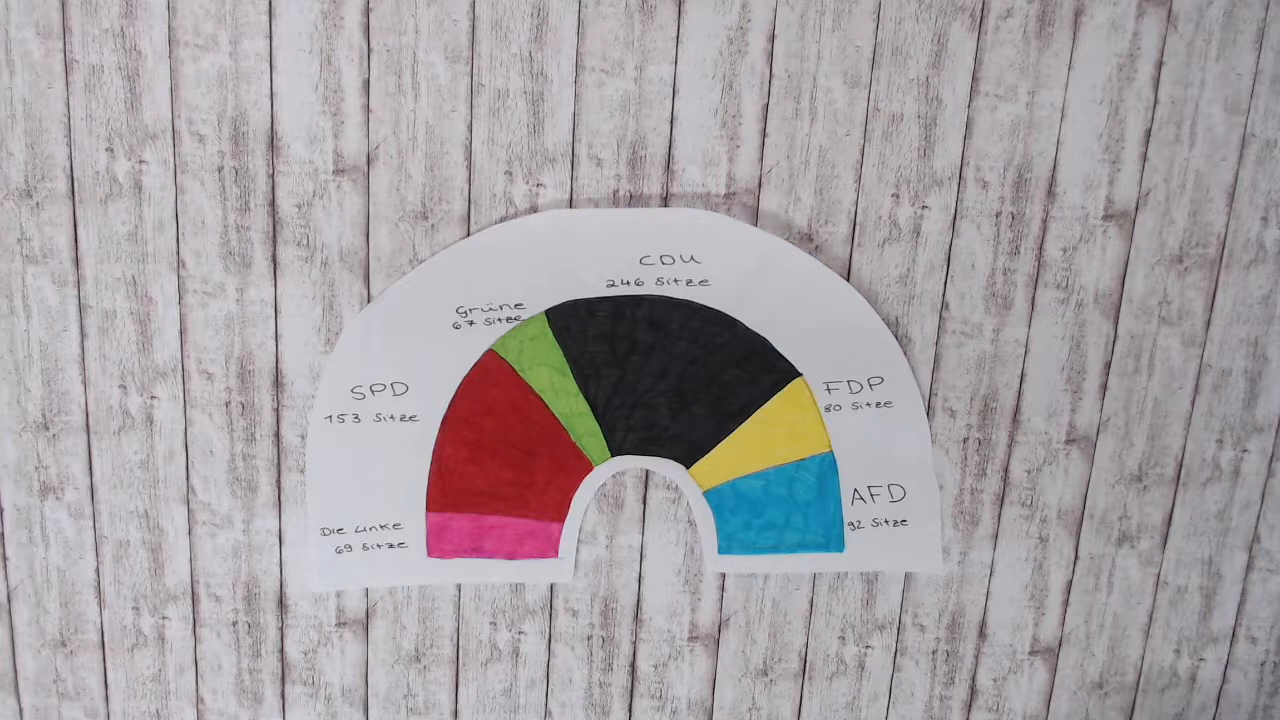 CDU
246 Sitze
Grüne
67 Sitze
SPD
153 Sitze
FDP
80 Sitze
AFD
92 Sitze
Die Linke
69 Sitze